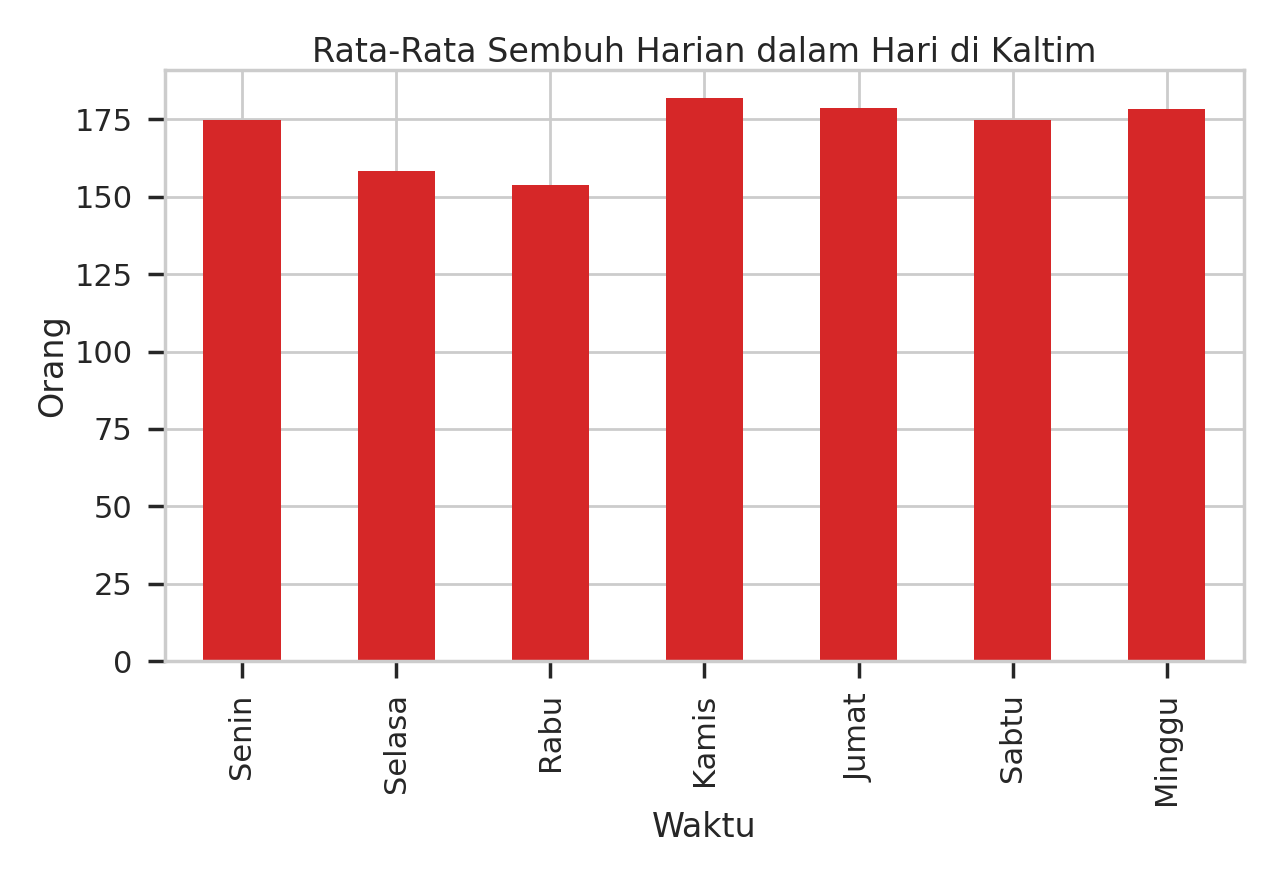 Rata-Rata Sembuh Harian dalam Hari di Kaltim
175
150
125
100
75
50
25
0
Orang
Senin
Selasa
Rabu
Kamis
Jumat
Sabtu
Minggu
Waktu